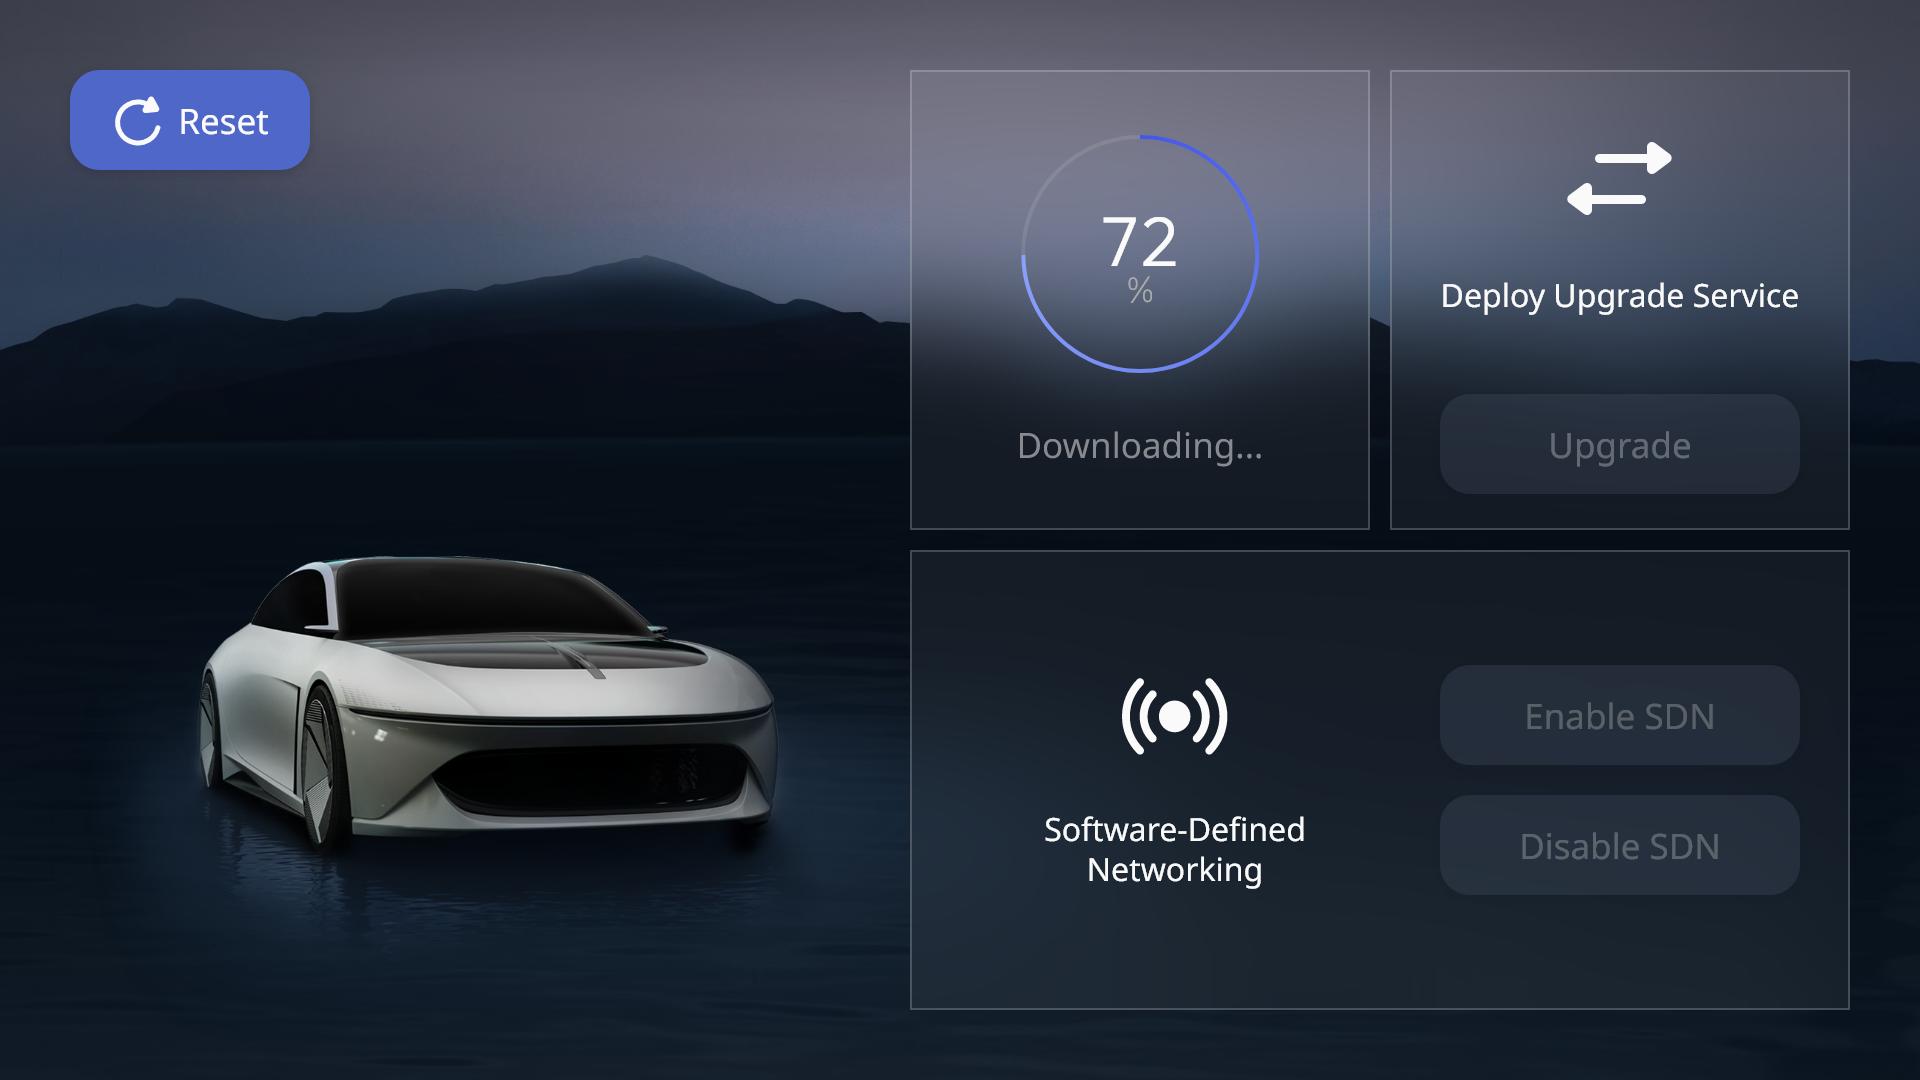 Reset
72
%
Downloading...
Deploy Upgrade Service
Upgrade
Software-Defined
Networking
Enable SDN
Disable SDN